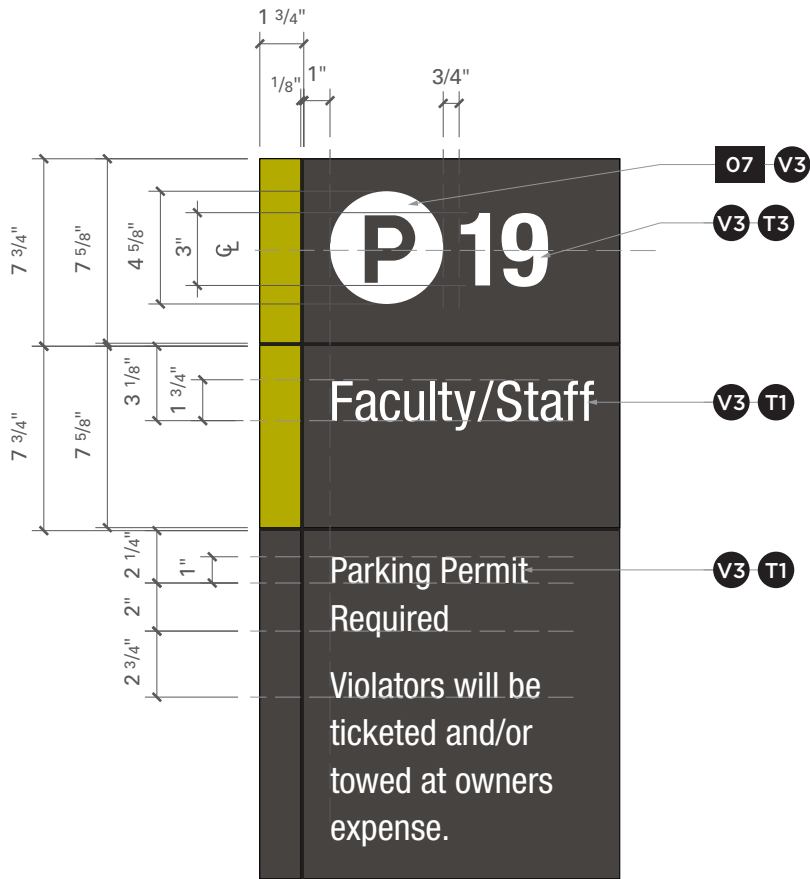 1 3/4"
1/8"
1"
3/4"
07 V3
7 3/4"
7 5/8"
4 5/8"
3"
CL
P 19
V3 T3
7 3/4"
7 5/8"
3 1/8"
1 3/4"
Faculty/Staff
V3 T1
2 1/4"
1"
2"
2 3/4"
Parking Permit
Required
V3 T1
Violators will be
ticketed and/or
towed at owners
expense.